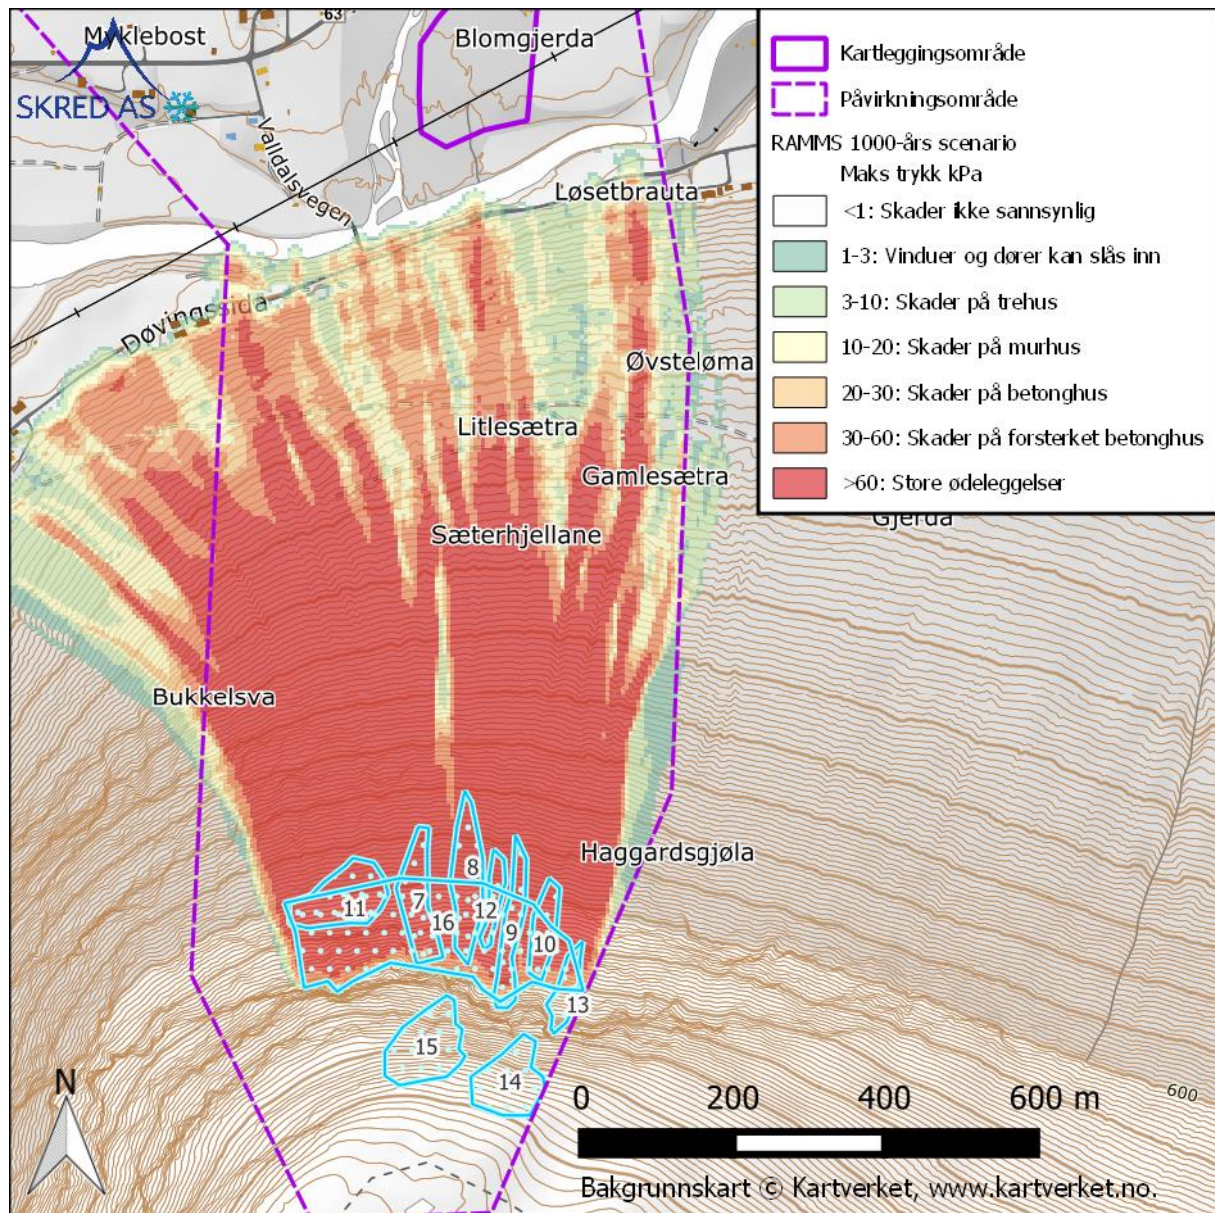 63
Myklebost
Blomgjerda
SKRED AS
Valldalsvegen
Løsetbrauta
Døvingssida
Øvsteløma
Litlesætra
Gamlesætra
Gjerda
Sæterhjellane
Bukkelsva
Haggardsgjøla
Kartleggingsområde
Påvirkningsområde
RAMMS 1000-års scenario
Maks trykk kPa
<1: Skader ikke sannsynlig
1-3: Vinduer og dører kan slås inn
3-10: Skader på trehus
10-20: Skader på murhus
20-30: Skader på betonghus
30-60: Skader på forsterket betonghus
>60: Store ødeleggelser
8
11
7
12
16
9
10
13
15
14
600
N
0 200 400 600 m
Bakgrunnskart © Kartverket, www.kartverket.no.